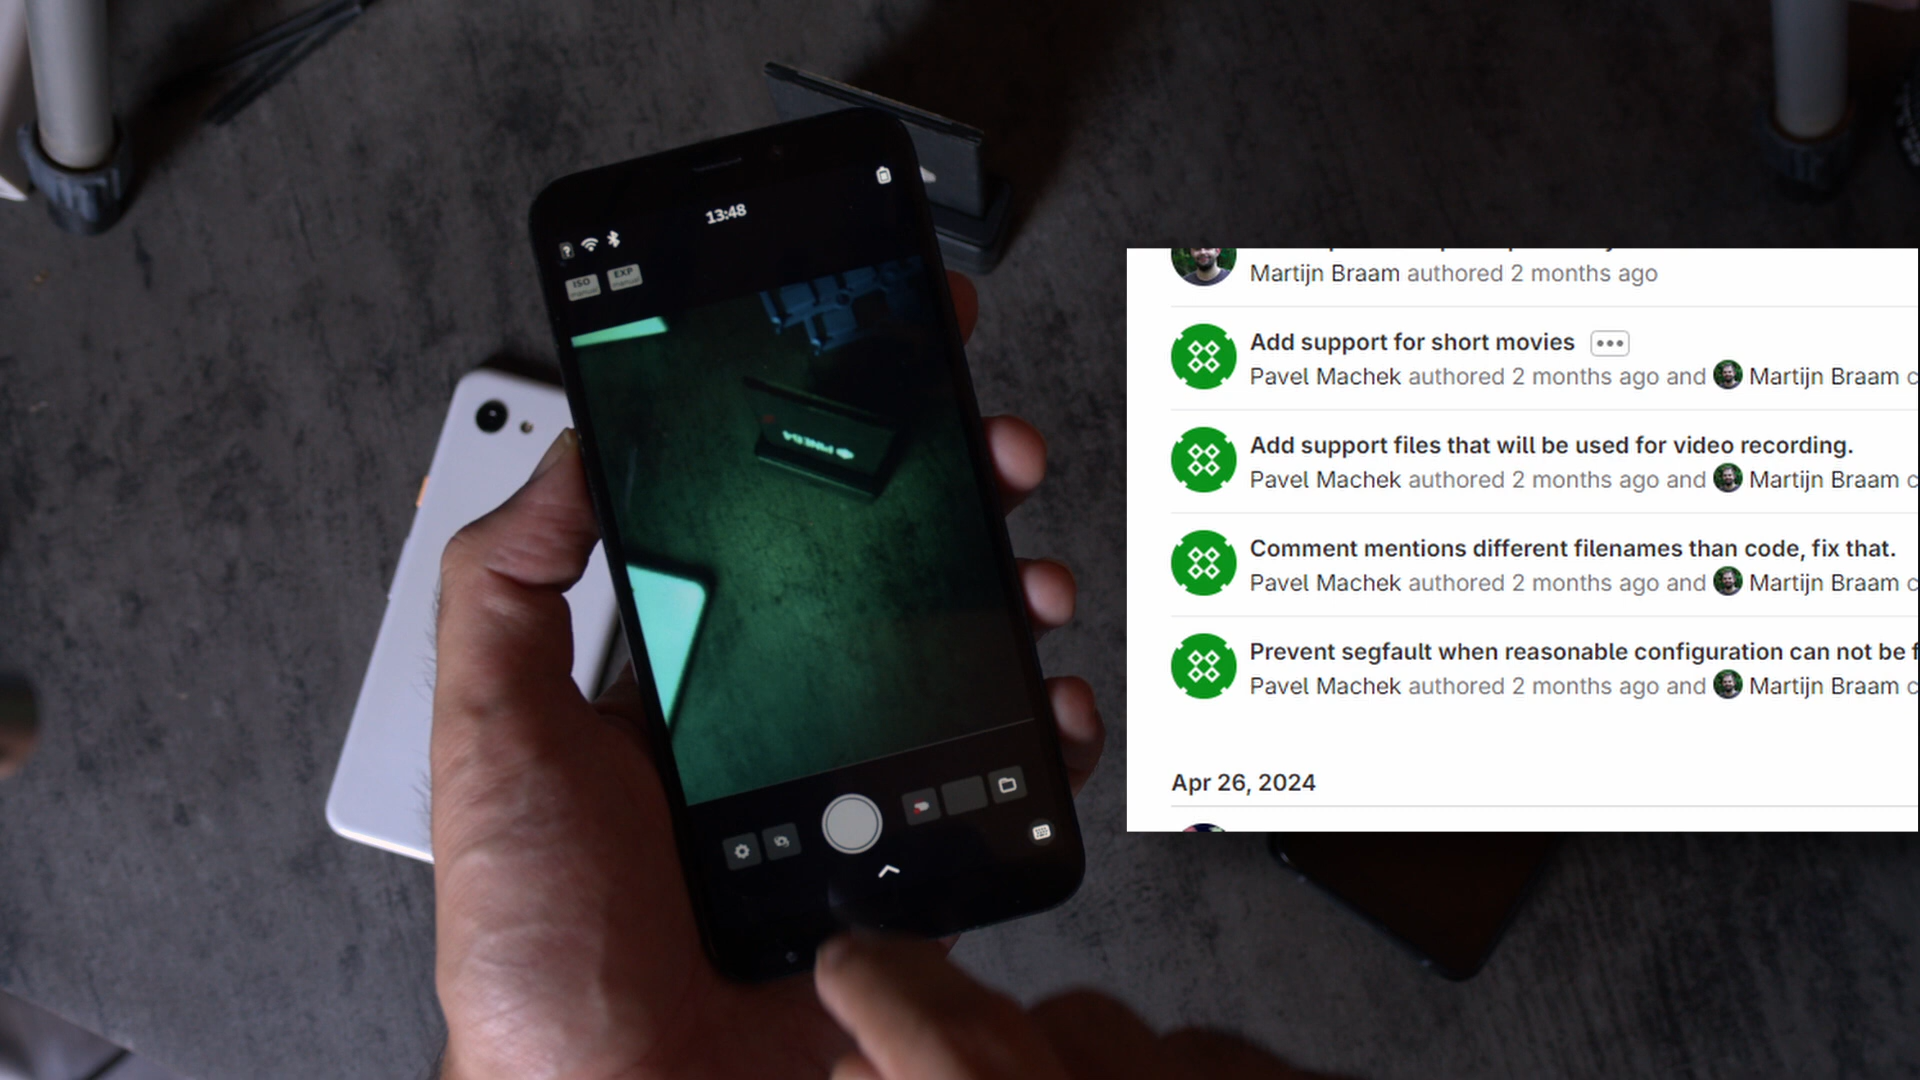 13:48
?
ISO
manual
EXP
manual
PINE64
Martijn Braam authored 2 months ago
Add support for short movies
Pavel Machek authored 2 months ago and Martijn Braam c
Add support files that will be used for video recording.
Pavel Machek authored 2 months ago and Martijn Braam c
Comment mentions different filenames than code, fix that.
Pavel Machek authored 2 months ago and Martijn Braam c
Prevent segfault when reasonable configuration can not be f
Pavel Machek authored 2 months ago and Martijn Braam c
Apr 26, 2024